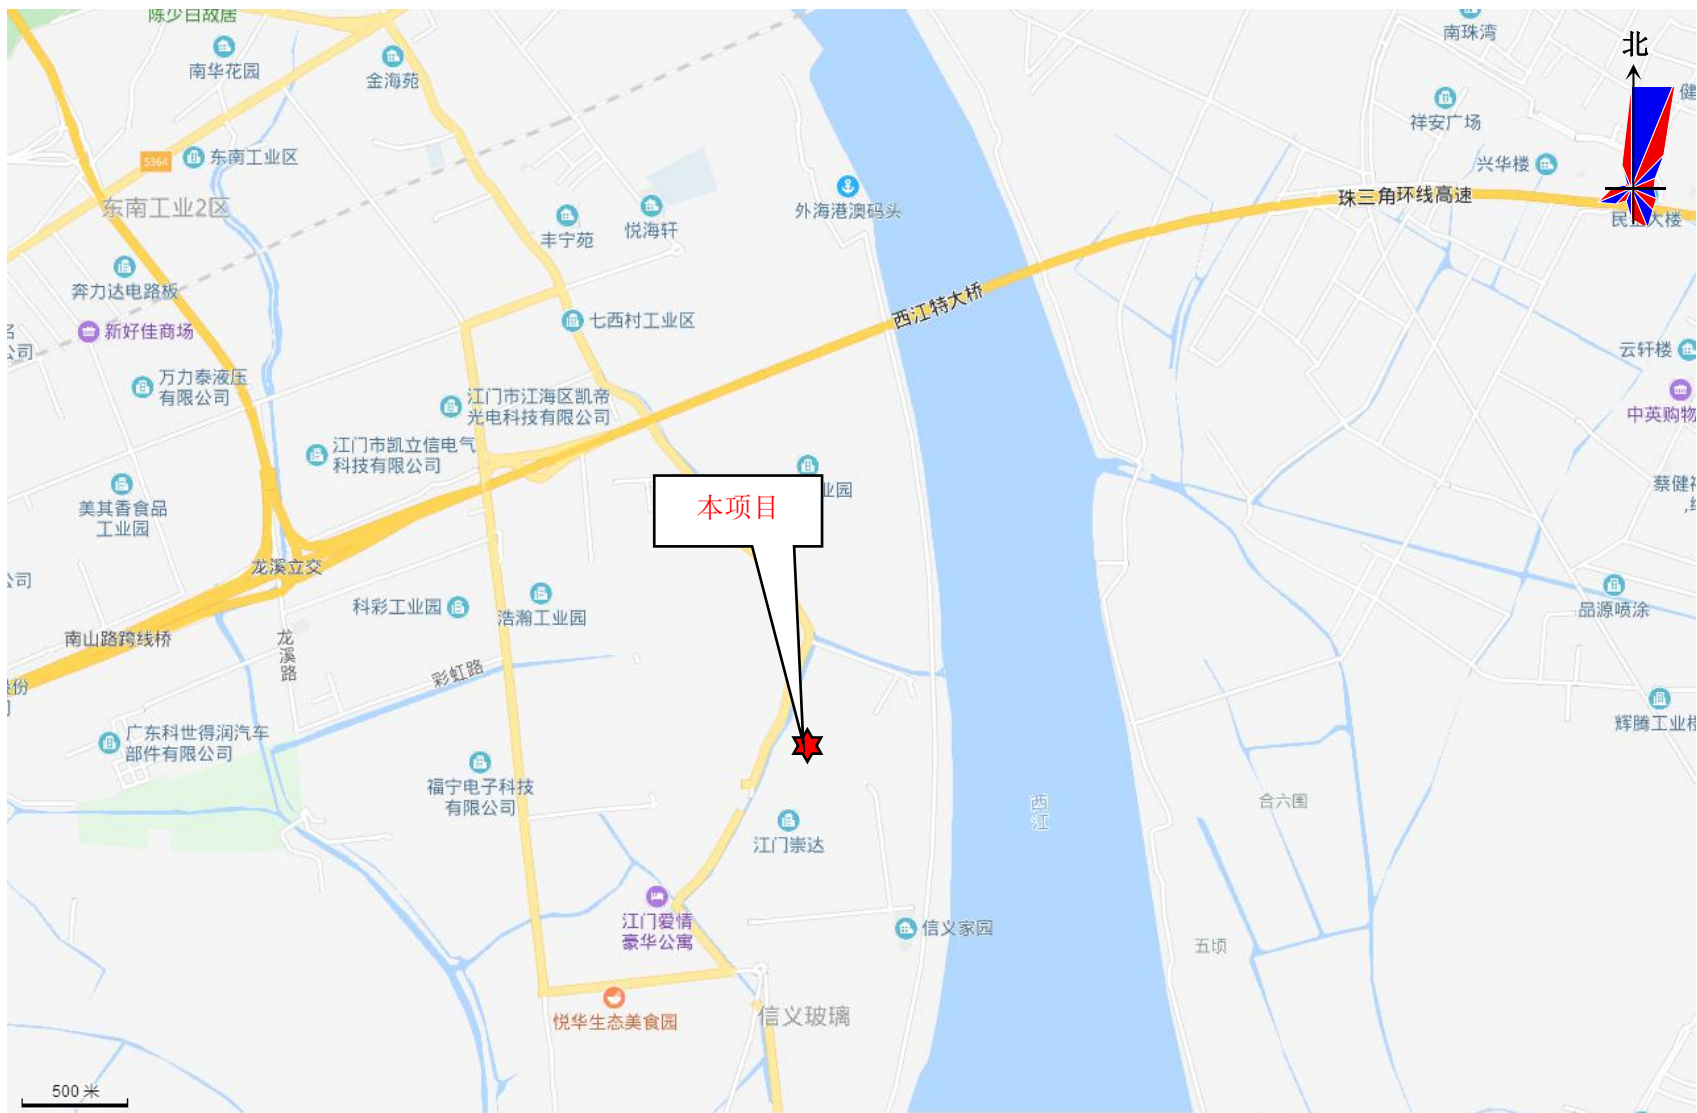 陈少白故居
南华花园
金海苑
南珠湾
北
祥安广场
健
S364
东南工业区
兴华楼
东南工业2区
丰宁苑
悦海轩
外海港澳码头
珠三角环线高速
奔力达电路板
新好佳商场
七西村工业区
西江特大桥
公司
云轩楼
万力泰液压
有限公司
江门市江海区凯帝
光电科技有限公司
中英购物
江门市凯立信电气
科技有限公司
美其香食品
工业园
本项目
业园
龙溪立交
公司
科彩工业园
浩瀚工业园
品源喷涂
南山路跨线桥
龙溪路
彩虹路
份
广东科世得润汽车
部件有限公司
辉腾工业
福宁电子科技
有限公司
西江
合六围
江门崇达
江门爱情
豪华公寓
信义家园
五顷
悦华生态美食园
信义玻璃
500 米